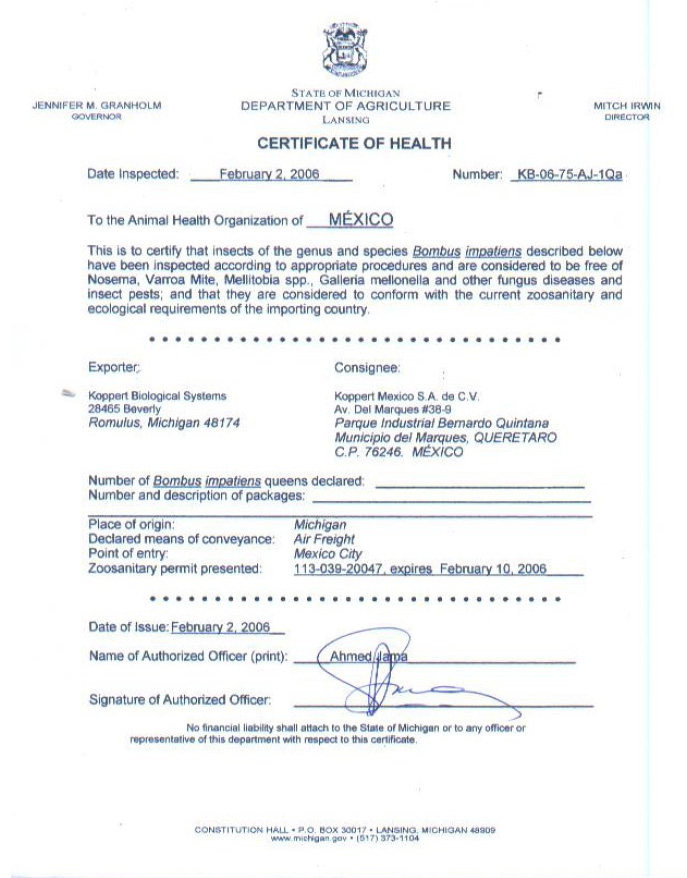 STATE OF MICHIGAN
JENNIFER M. GRANHOLM DEPARTMENT OF AGRICULTURE MITCH IRWIN
GOVERNOR LANSING DIRECTOR
CERTIFICATE OF HEALTH
Date Inspected: February 2, 2006 Number: KB-06-75-AJ-1Qa
To the Animal Health Organization of MÉXICO
This is to certify that insects of the genus and species Bombus impatiens described below
have been inspected according to appropriate procedures and are considered to be free of
Nosema, Varroa Mite, Mellitobia spp., Galleria mellonella and other fungus diseases and
insect pests; and that they are considered to conform with the current zoosanitary and
ecological requirements of the importing country.
Exporter: Consignee:
Koppert Biological Systems Koppert Mexico S.A. de C.V.
28465 Beverly Av. Del Marques #38-9
Romulus, Michigan 48174 Parque Industrial Bernardo Quintana
Municipio del Marques, QUERETARO
C.P. 76246. MÉXICO
Number of Bombus impatiens queens declared:
Number and description of packages:
Place of origin: Michigan
Declared means of conveyance: Air Freight
Point of entry: Mexico City
Zoosanitary permit presented: 113-039-20047, expires February 10, 2006
Date of Issue: February 2, 2006
Name of Authorized Officer (print): Ahmed Jama
Signature of Authorized Officer:
No financial liability shall attach to the State of Michigan or to any officer or
representative of this department with respect to this certificate.
CONSTITUTION HALL • P.O. BOX 30017 • LANSING, MICHIGAN 48909
www.michigan.gov • (517) 373-1104